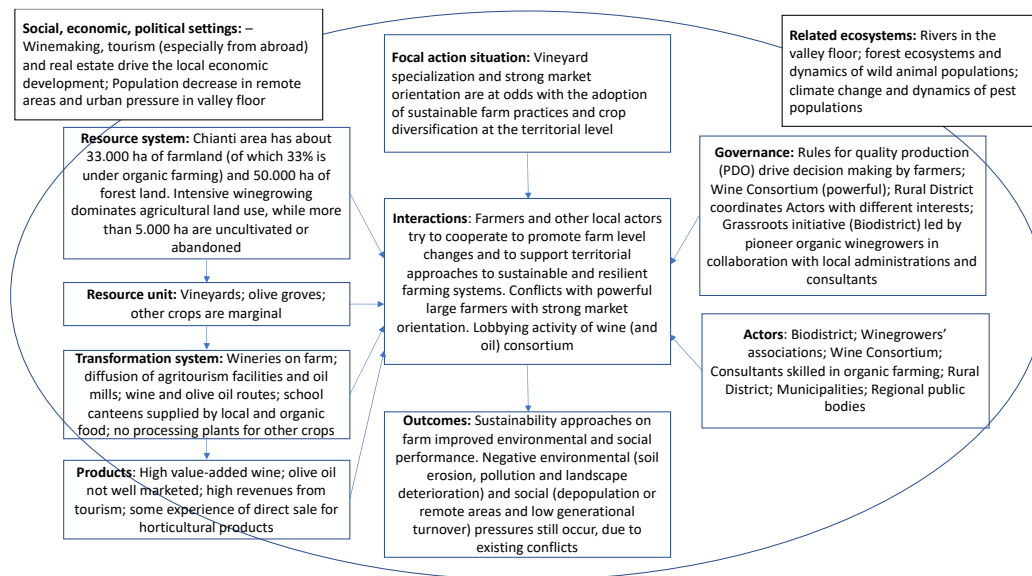 Social, economic, political settings: –
Winemaking, tourism (especially from abroad)
and real estate drive the local economic
development; Population decrease in remote
areas and urban pressure in valley floor
Focal action situation: Vineyard
specialization and strong market
orientation are at odds with the adoption
of sustainable farm practices and crop
diversification at the territorial level
Related ecosystems: Rivers in the
valley floor; forest ecosystems and
dynamics of wild animal populations;
climate change and dynamics of pest
populations
Resource system: Chianti area has about
33.000 ha of farmland (of which 33% is
under organic farming) and 50.000 ha of
forest land. Intensive winegrowing
dominates agricultural land use, while more
than 5.000 ha are uncultivated or
abandoned
Resource unit: Vineyards; olive groves;
other crops are marginal
Transformation system: Wineries on farm;
diffusion of agritourism facilities and oil
mills; wine and olive oil routes; school
canteens supplied by local and organic
food; no processing plants for other crops
Products: High value-added wine; olive oil
not well marketed; high revenues from
tourism; some experience of direct sale for
horticultural products
Interactions: Farmers and other local actors
try to cooperate to promote farm level
changes and to support territorial
approaches to sustainable and resilient
farming systems. Conflicts with powerful
large farmers with strong market
orientation. Lobbying activity of wine (and
oil) consortium
Outcomes: Sustainability approaches on
farm improved environmental and social
performance. Negative environmental (soil
erosion, pollution and landscape
deterioration) and social (depopulation or
remote areas and low generational
turnover) pressures still occur, due to
existing conflicts
Governance: Rules for quality production
(PDO) drive decision making by farmers;
Wine Consortium (powerful); Rural District
coordinates Actors with different interests;
Grassroots initiative (Biodistrict) led by
pioneer organic winegrowers in
collaboration with local administrations and
consultants
Actors: Biodistrict; Winegrowers’
associations; Wine Consortium;
Consultants skilled in organic farming; Rural
District; Municipalities; Regional public
bodies